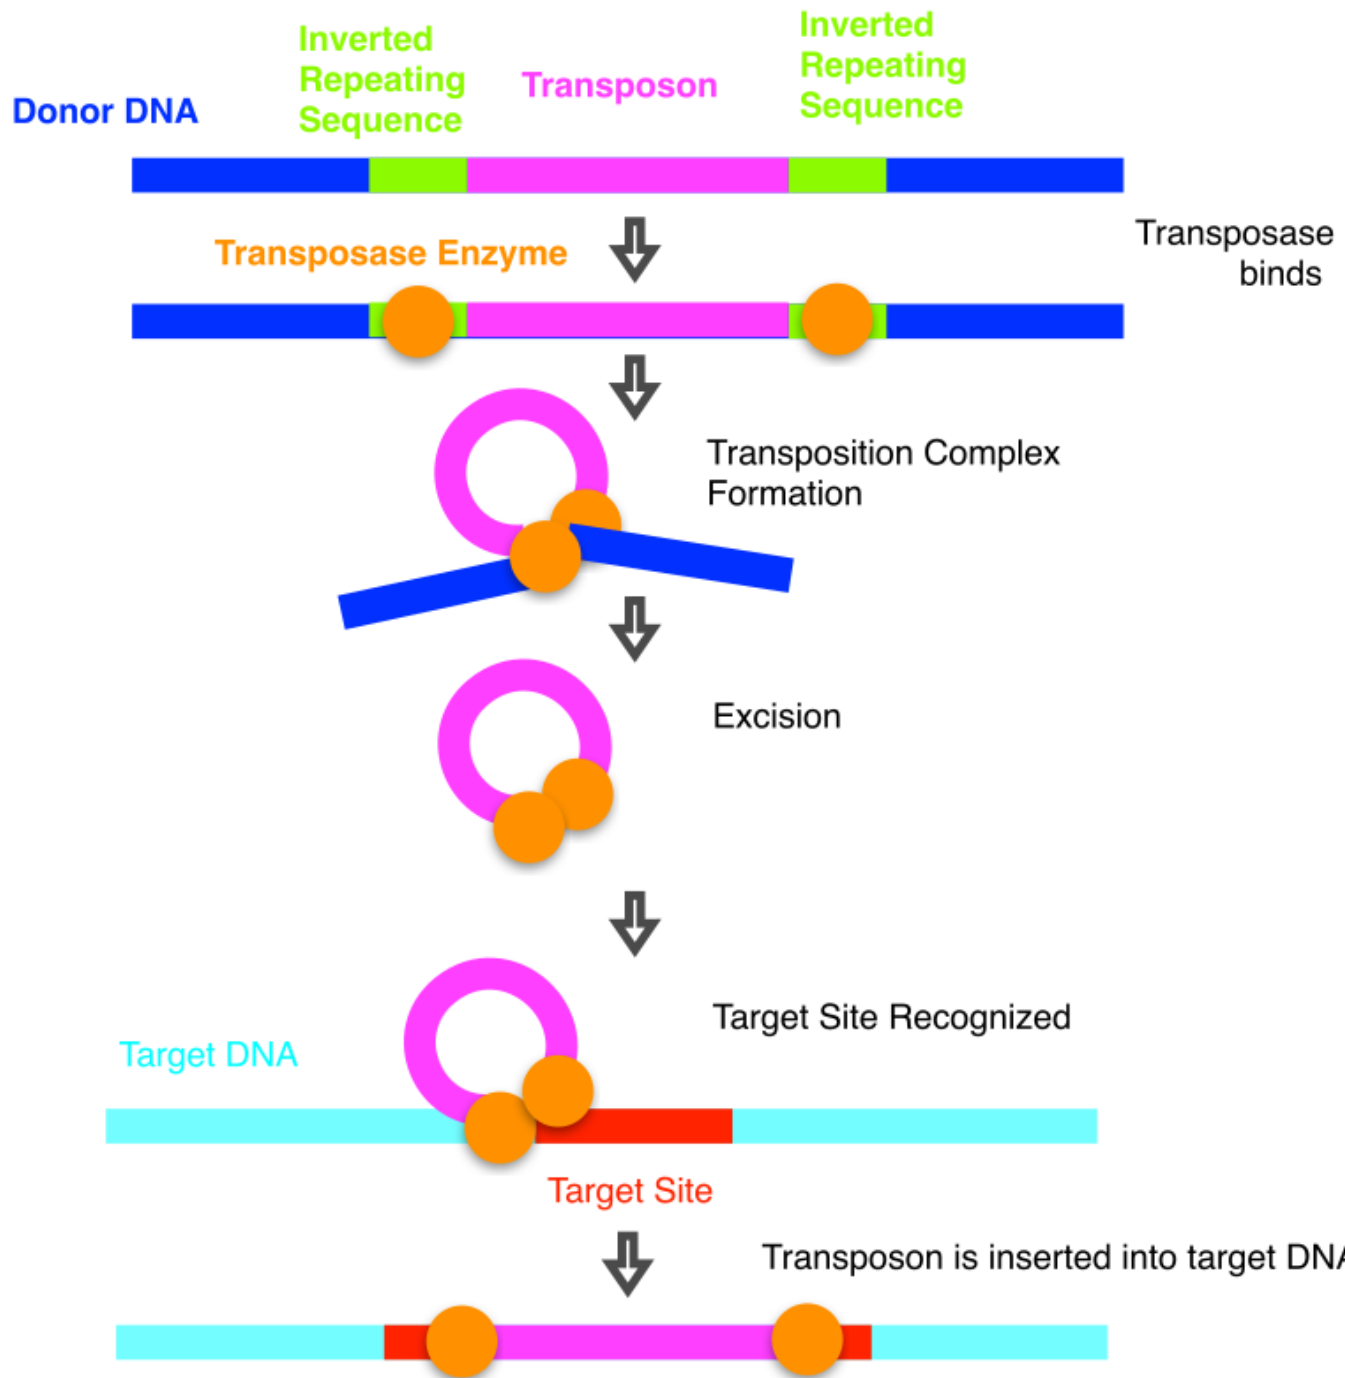 Inverted
Repeating
Sequence
Inverted
Repeating
Sequence
Transposon
Donor DNA
Transposase Enzyme
Transposase
binds
Transposition Complex
Formation
Excision
Target Site Recognized
Target DNA
Target Site
Transposon is inserted into target DNA